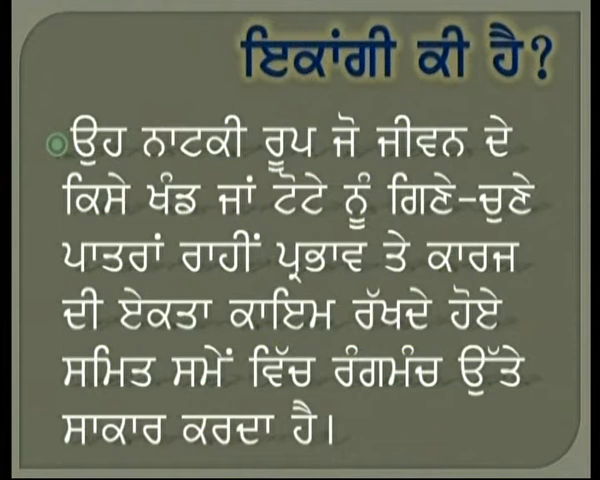 ਇਕਾਂਗੀ ਕੀ ਹੈ?
ਉਹ ਨਾਟਕੀ ਰੂਪ ਜੋ ਜੀਵਨ ਦੇ
ਕਿਸੇ ਖੰਡ ਜਾਂ ਟੋਟੇ ਨੂੰ ਗਿਣੇ-ਚੁਣੇ
ਪਾਤਰਾਂ ਰਾਹੀਂ ਪ੍ਰਭਾਵ ਤੇ ਕਾਰਜ
ਦੀ ਏਕਤਾ ਕਾਇਮ ਰੱਖਦੇ ਹੋਏ
ਸਮਿਤ ਸਮੇਂ ਵਿੱਚ ਰੰਗਮੰਚ ਉੱਤੇ
ਸਾਕਾਰ ਕਰਦਾ ਹੈ।